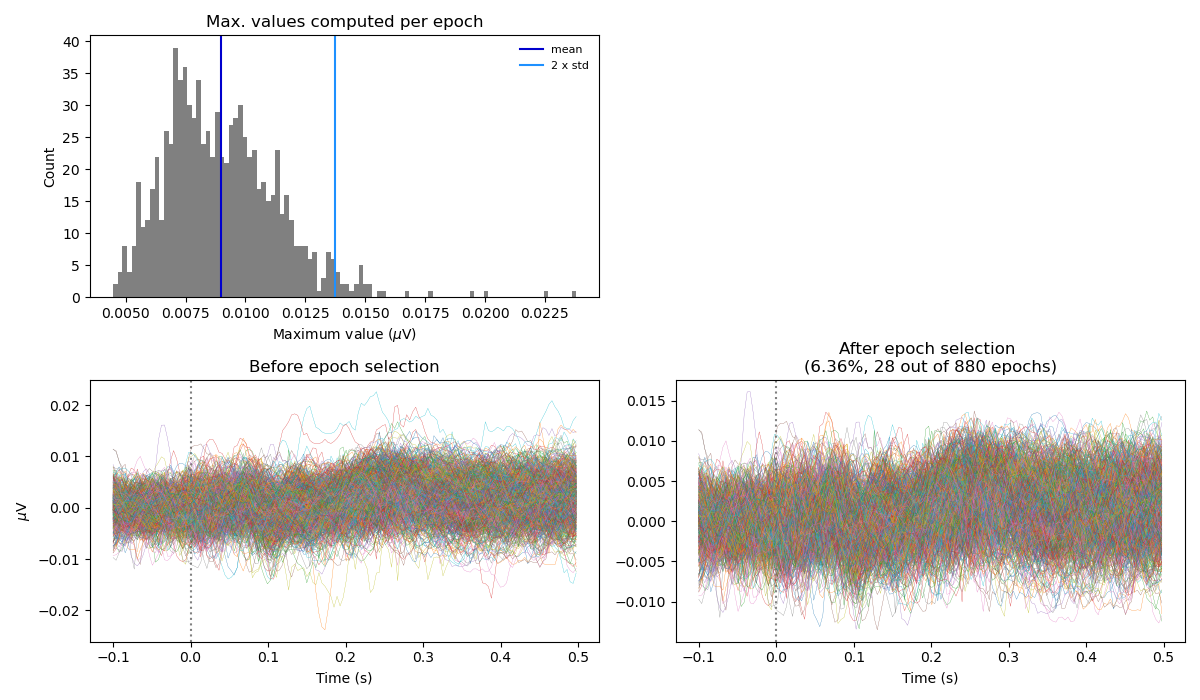 Max. values computed per epoch
40
35
30
25
20
15
10
5
0
Count
mean
2 x std
0.0050 0.0075 0.0100 0.0125 0.0150 0.0175 0.0200 0.0225
Maximum value (μV)
Before epoch selection
0.02
0.01
0.00
−0.01
−0.02
μV
−0.1 0.0 0.1 0.2 0.3 0.4 0.5
Time (s)
After epoch selection
(6.36%, 28 out of 880 epochs)
0.015
0.010
0.005
0.000
−0.005
−0.010
−0.1 0.0 0.1 0.2 0.3 0.4 0.5
Time (s)